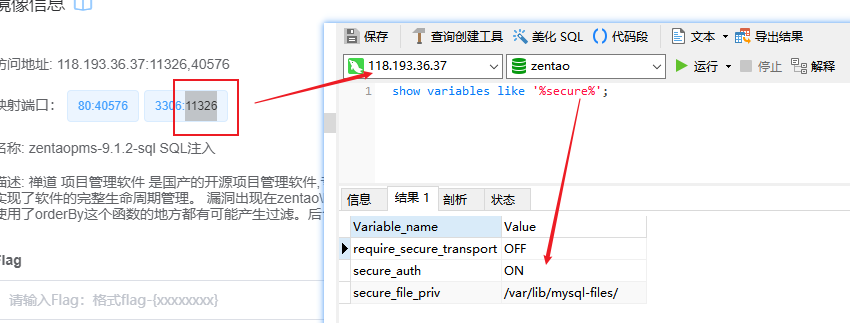 镜像信息
访问地址: 118.193.36.37:11326,40576
映射端口： 80:40576 3306:11326
名称: zentaopms-9.1.2-sql SQL注入
描述: 禅道 项目管理软件 是国产的开源项目管理软件,
实现了软件的完整生命周期管理。 漏洞出现在zentao\
使用了orderBy这个函数的地方都有可能产生过滤。后
Flag
请输入Flag：格式flag-{xxxxxxxx}
保存 查询创建工具 美化 SQL () 代码段 文本 导出结果
118.193.36.37 zentao 运行 停止 解释
1 show variables like '%secure%';
信息 结果 1 剖析 状态
Variable_name Value
require_secure_transport OFF
secure_auth ON
secure_file_priv /var/lib/mysql-files/